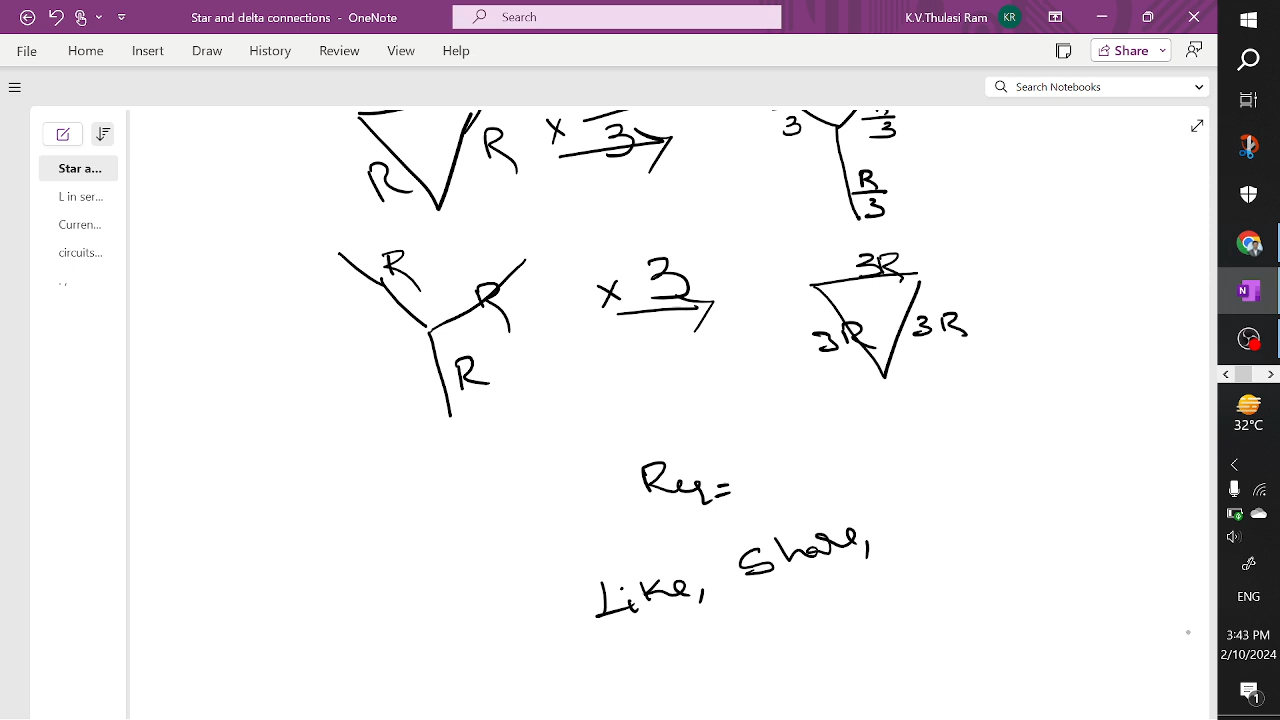 Star and delta connections - OneNote
Search
K.V.Thulasi Ram
KR
File
Home
Insert
Draw
History
Review
View
Help
Share
Search Notebooks
Star a...
L in ser...
Curren...
circuits...
R
R
× 3
3
3
R
3
R
R
R
× 3
3R
3R
3R
Req=
Like, Share,
32°C
ENG
3:43 PM
2/10/2024
1